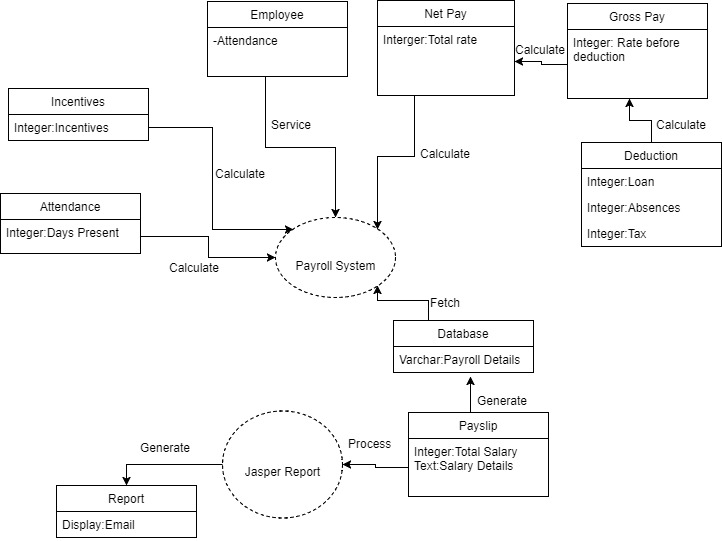 Employee
-Attendance
Net Pay
Interger:Total rate
Gross Pay
Integer: Rate before
deduction
Calculate
Incentives
Integer:Incentives
Service
Calculate
Calculate
Calculate
Deduction
Integer:Loan
Integer:Absences
Integer:Tax
Attendance
Integer:Days Present
Calculate
Payroll System
Fetch
Database
Varchar:Payroll Details
Generate
Payslip
Integer:Total Salary
Text:Salary Details
Process
Jasper Report
Generate
Report
Display:Email